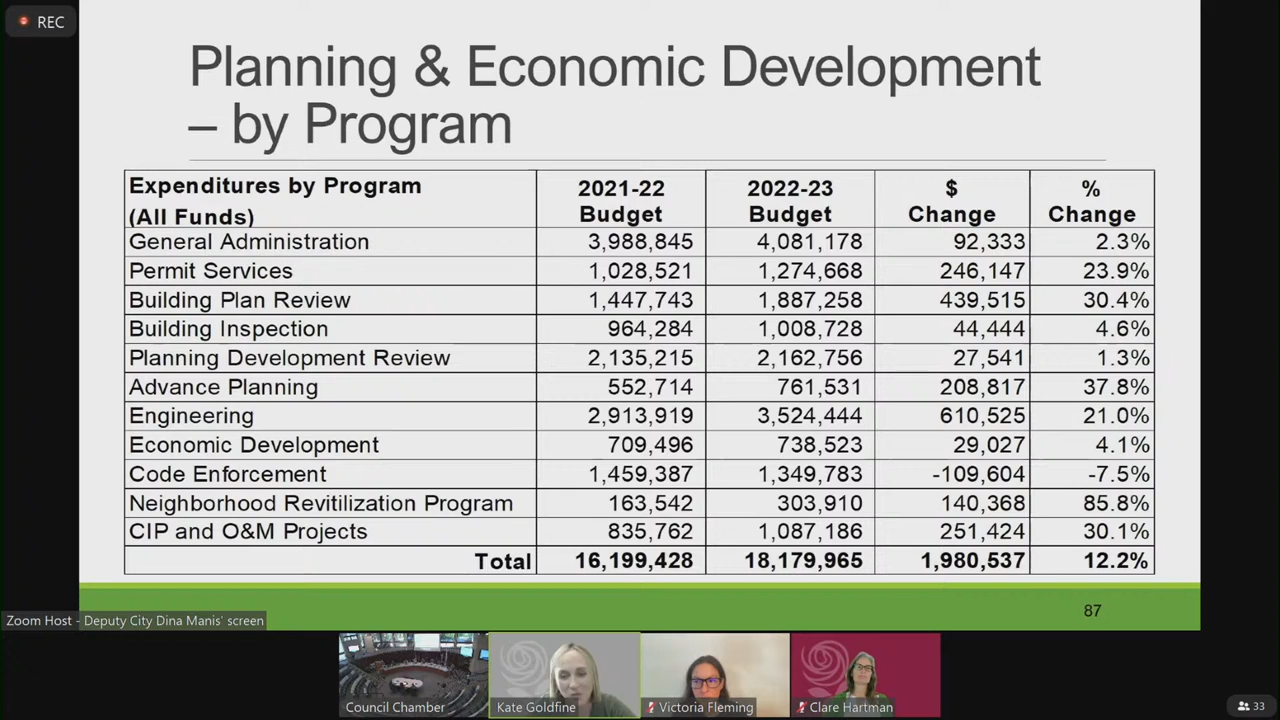 REC
Planning & Economic Development
– by Program
Expenditures by Program (All Funds) 2021-22 Budget 2022-23 Budget $ Change % Change
General Administration 3,988,845 4,081,178 92,333 2.3%
Permit Services 1,028,521 1,274,668 246,147 23.9%
Building Plan Review 1,447,743 1,887,258 439,515 30.4%
Building Inspection 964,284 1,008,728 44,444 4.6%
Planning Development Review 2,135,215 2,162,756 27,541 1.3%
Advance Planning 552,714 761,531 208,817 37.8%
Engineering 2,913,919 3,524,444 610,525 21.0%
Economic Development 709,496 738,523 29,027 4.1%
Code Enforcement 1,459,387 1,349,783 -109,604 -7.5%
Neighborhood Revitilization Program 163,542 303,910 140,368 85.8%
CIP and O&M Projects 835,762 1,087,186 251,424 30.1%
Total 16,199,428 18,179,965 1,980,537 12.2%
87
Zoom Host - Deputy City Dina Manis' screen
Council Chamber
Kate Goldfine
Victoria Fleming
Clare Hartman
33